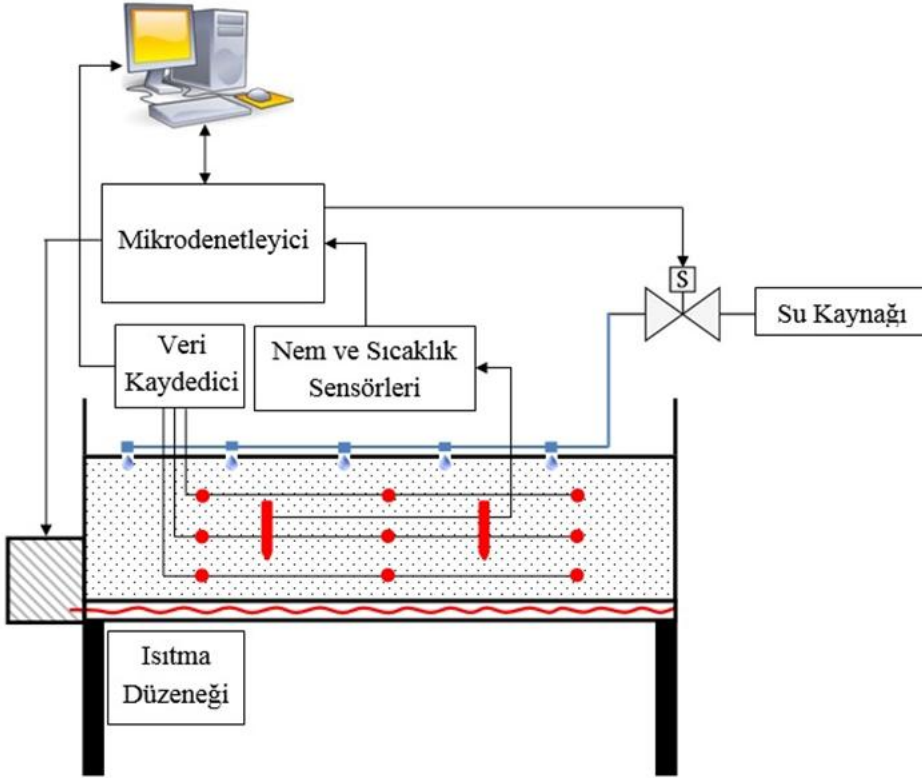 Mikrodenetleyici
S
Su Kaynağı
Veri
Kaydedici
Nem ve Sıcaklık
Sensörleri
Isıtma
Düzeneği